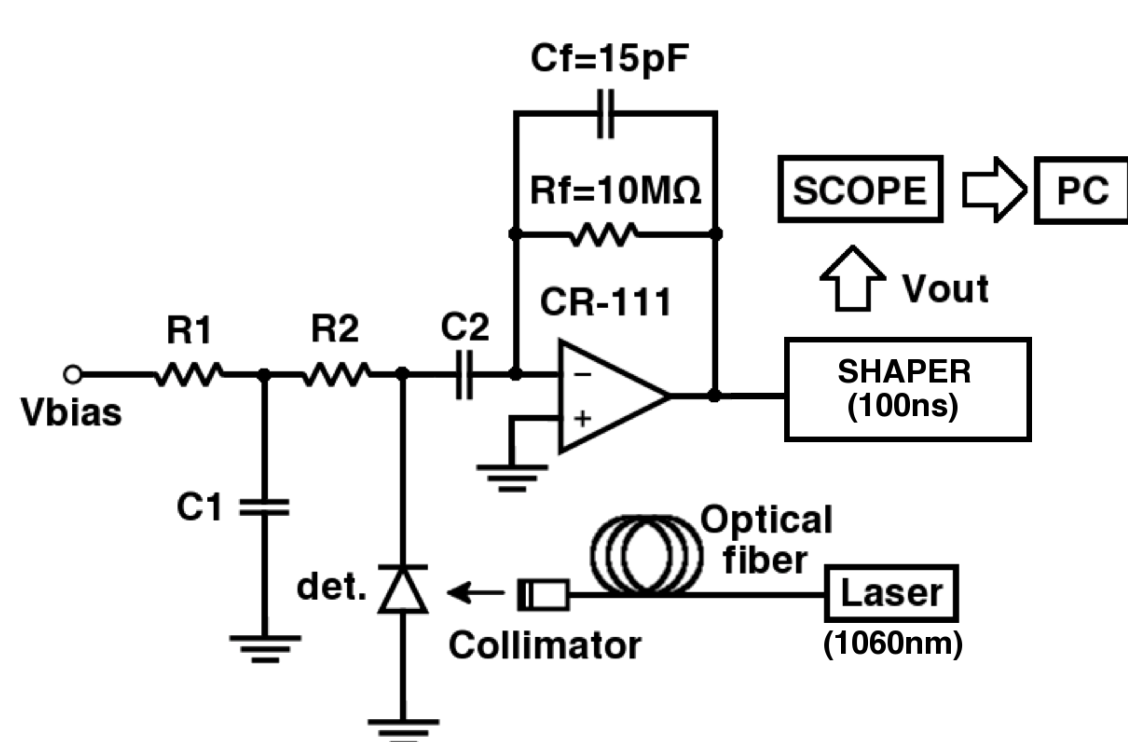 Cf=15pF
Rf=10MΩ
SCOPE
PC
CR-111
Vout
R1
R2
C2
Vbias
−
+
SHAPER
(100ns)
C1
Optical
fiber
det.
Collimator
Laser
(1060nm)